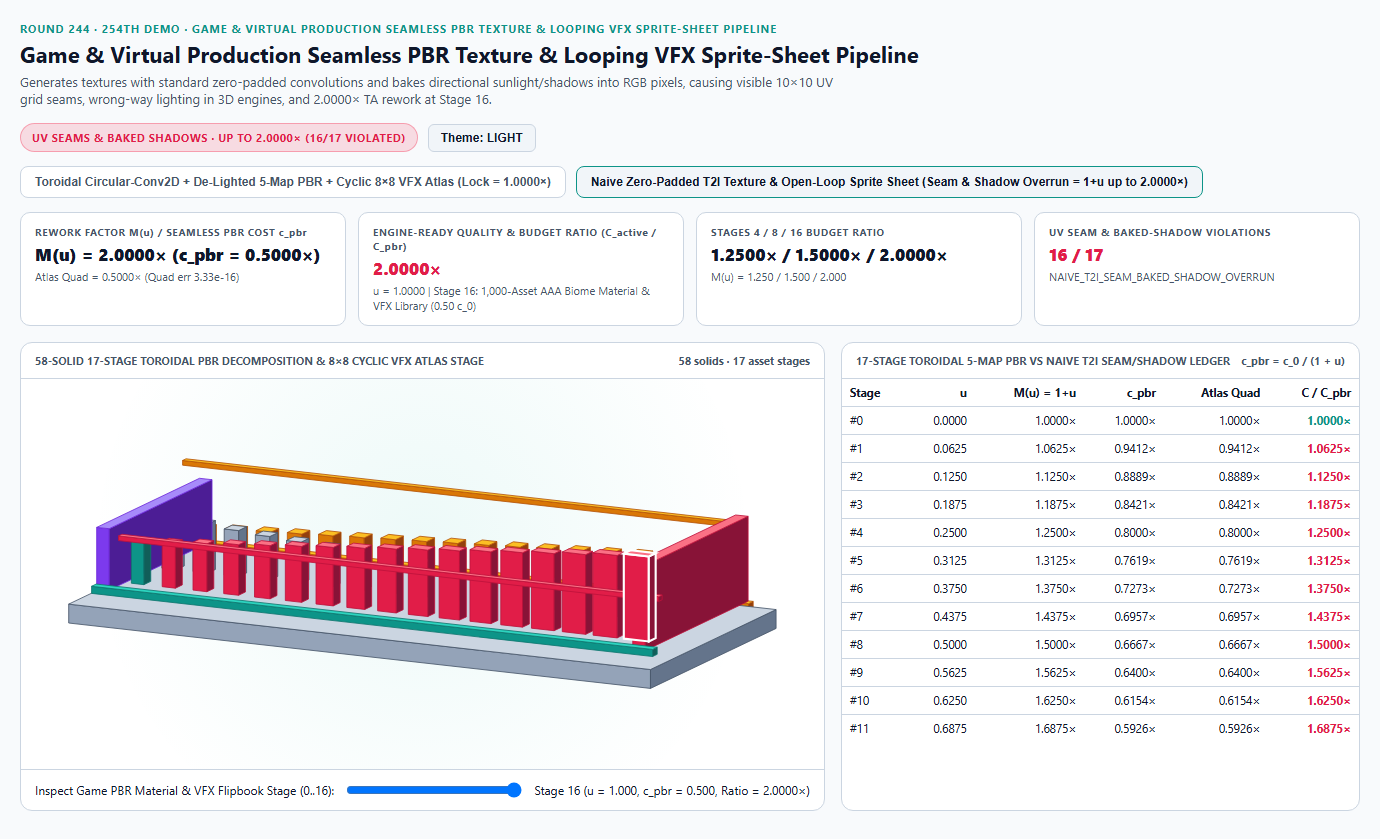 ROUND 244 · 254TH DEMO · GAME & VIRTUAL PRODUCTION SEAMLESS PBR TEXTURE & LOOPING VFX SPRITE-SHEET PIPELINE
Game & Virtual Production Seamless PBR Texture & Looping VFX Sprite-Sheet Pipeline
Generates textures with standard zero-padded convolutions and bakes directional sunlight/shadows into RGB pixels, causing visible 10×10 UV
grid seams, wrong-way lighting in 3D engines, and 2.0000× TA rework at Stage 16.
UV SEAMS & BAKED SHADOWS · UP TO 2.0000× (16/17 VIOLATED)
Theme: LIGHT
Toroidal Circular-Conv2D + De-Lighted 5-Map PBR + Cyclic 8×8 VFX Atlas (Lock = 1.0000×)
Naive Zero-Padded T2I Texture & Open-Loop Sprite Sheet (Seam & Shadow Overrun = 1+u up to 2.0000×)
REWORK FACTOR M(u) / SEAMLESS PBR COST c_pbr
M(u) = 2.0000× (c_pbr = 0.5000×)
Atlas Quad = 0.5000× (Quad err 3.33e-16)
ENGINE-READY QUALITY & BUDGET RATIO (C_active /
C_pbr)
2.0000×
u = 1.0000 | Stage 16: 1,000-Asset AAA Biome Material &
VFX Library (0.50 c_0)
STAGES 4 / 8 / 16 BUDGET RATIO
1.2500× / 1.5000× / 2.0000×
M(u) = 1.250 / 1.500 / 2.000
UV SEAM & BAKED-SHADOW VIOLATIONS
16 / 17
NAIVE_T2I_SEAM_BAKED_SHADOW_OVERRUN
58-SOLID 17-STAGE TOROIDAL PBR DECOMPOSITION & 8×8 CYCLIC VFX ATLAS STAGE
58 solids · 17 asset stages
Inspect Game PBR Material & VFX Flipbook Stage (0..16):
Stage 16 (u = 1.000, c_pbr = 0.500, Ratio = 2.0000×)
17-STAGE TOROIDAL 5-MAP PBR VS NAIVE T2I SEAM/SHADOW LEDGER
c_pbr = c_0 / (1 + u)
Stage u M(u) = 1+u c_pbr Atlas Quad C / C_pbr
#0 0.0000 1.0000× 1.0000× 1.0000× 1.0000×
#1 0.0625 1.0625× 0.9412× 0.9412× 1.0625×
#2 0.1250 1.1250× 0.8889× 0.8889× 1.1250×
#3 0.1875 1.1875× 0.8421× 0.8421× 1.1875×
#4 0.2500 1.2500× 0.8000× 0.8000× 1.2500×
#5 0.3125 1.3125× 0.7619× 0.7619× 1.3125×
#6 0.3750 1.3750× 0.7273× 0.7273× 1.3750×
#7 0.4375 1.4375× 0.6957× 0.6957× 1.4375×
#8 0.5000 1.5000× 0.6667× 0.6667× 1.5000×
#9 0.5625 1.5625× 0.6400× 0.6400× 1.5625×
#10 0.6250 1.6250× 0.6154× 0.6154× 1.6250×
#11 0.6875 1.6875× 0.5926× 0.5926× 1.6875×